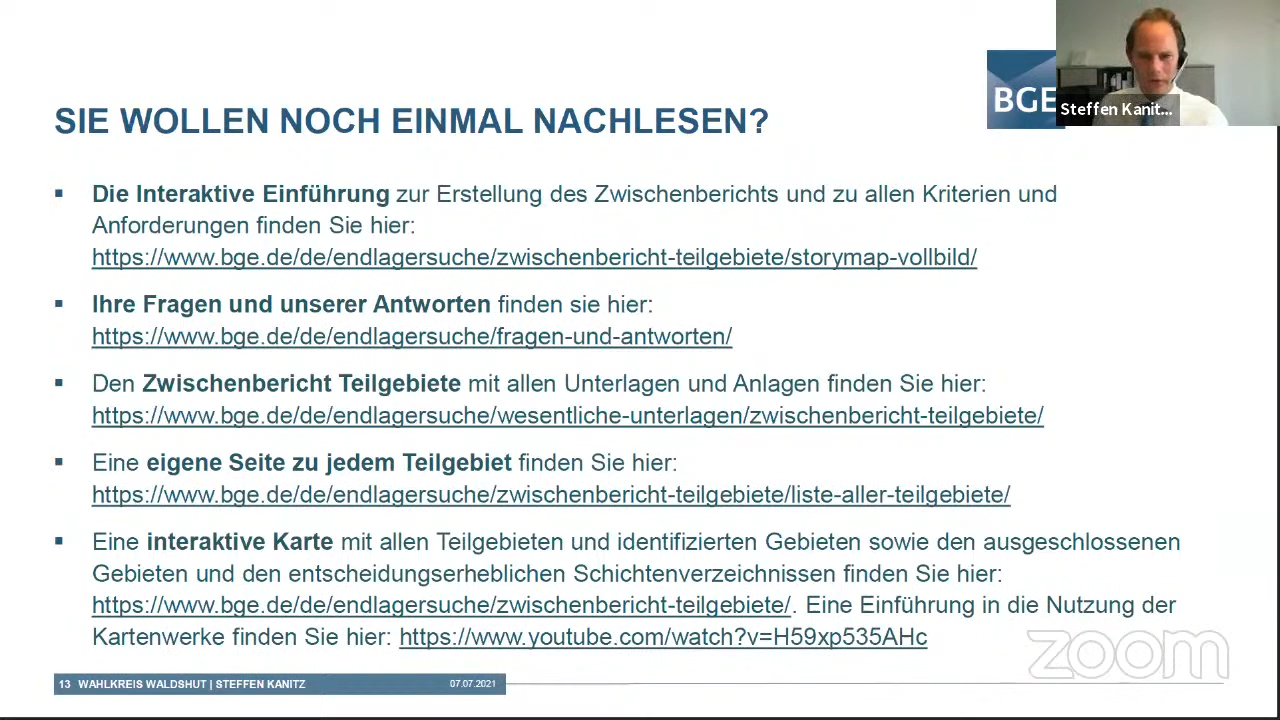 BGE
Steffen Kanit...
SIE WOLLEN NOCH EINMAL NACHLESEN?
▪ Die Interaktive Einführung zur Erstellung des Zwischenberichts und zu allen Kriterien und
Anforderungen finden Sie hier:
https://www.bge.de/de/endlagersuche/zwischenbericht-teilgebiete/storymap-vollbild/
▪ Ihre Fragen und unserer Antworten finden sie hier:
https://www.bge.de/de/endlagersuche/fragen-und-antworten/
▪ Den Zwischenbericht Teilgebiete mit allen Unterlagen und Anlagen finden Sie hier:
https://www.bge.de/de/endlagersuche/wesentliche-unterlagen/zwischenbericht-teilgebiete/
▪ Eine eigene Seite zu jedem Teilgebiet finden Sie hier:
https://www.bge.de/de/endlagersuche/zwischenbericht-teilgebiete/liste-aller-teilgebiete/
▪ Eine interaktive Karte mit allen Teilgebieten und identifizierten Gebieten sowie den ausgeschlossenen
Gebieten und den entscheidungserheblichen Schichtenverzeichnissen finden Sie hier:
https://www.bge.de/de/endlagersuche/zwischenbericht-teilgebiete/. Eine Einführung in die Nutzung der
Kartenwerke finden Sie hier: https://www.youtube.com/watch?v=H59xp535AHc
zoom
13 WAHLKREIS WALDSHUT | STEFFEN KANITZ 07.07.2021